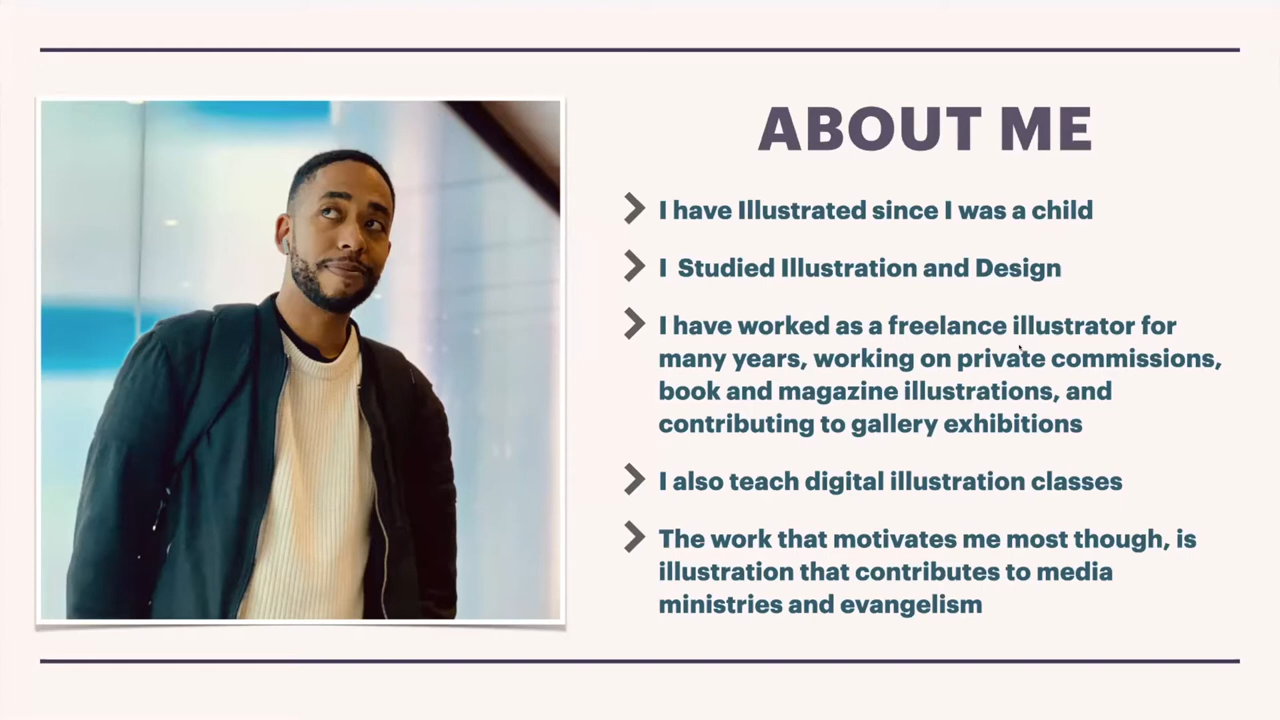 ABOUT ME
I have Illustrated since I was a child
I  Studied Illustration and Design
I have worked as a freelance illustrator for
many years, working on private commissions,
book and magazine illustrations, and
contributing to gallery exhibitions
I also teach digital illustration classes
The work that motivates me most though, is
illustration that contributes to media
ministries and evangelism